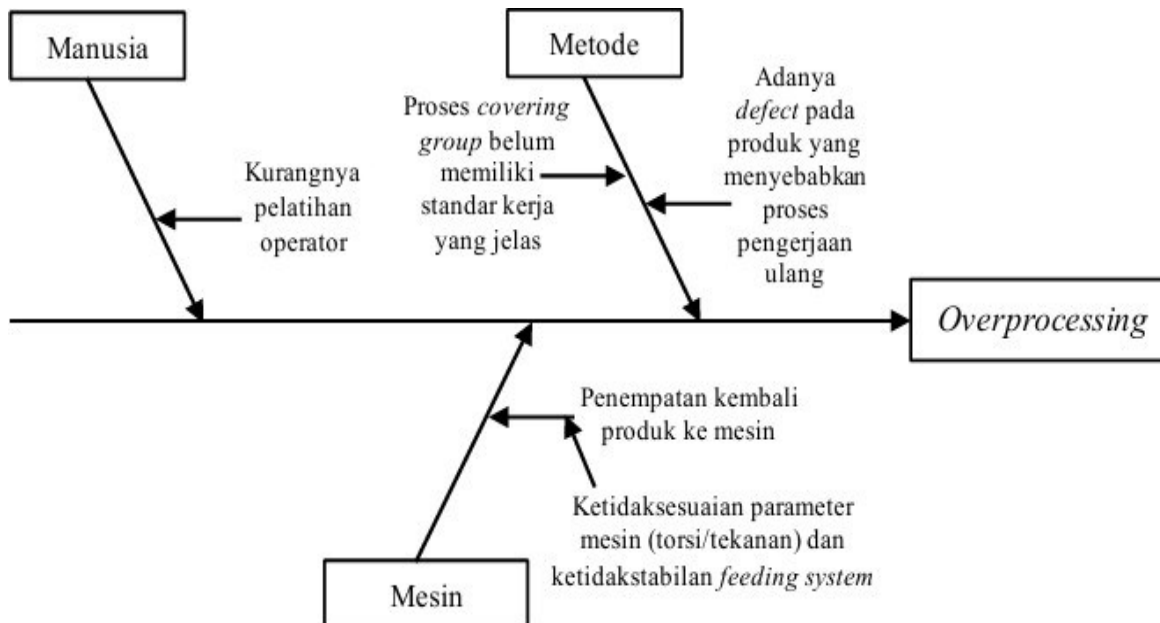 Manusia
Kurangnya
pelatihan
operator
Metode
Proses covering
group belum
memiliki
standar kerja
yang jelas
Adanya
defect pada
produk yang
menyebabkan
proses
pengerjaan
ulang
Overprocessing
Penempatan kembali
produk ke mesin
Ketidaksesuaian parameter
mesin (torsi/tekanan) dan
ketidakstabilan feeding system
Mesin